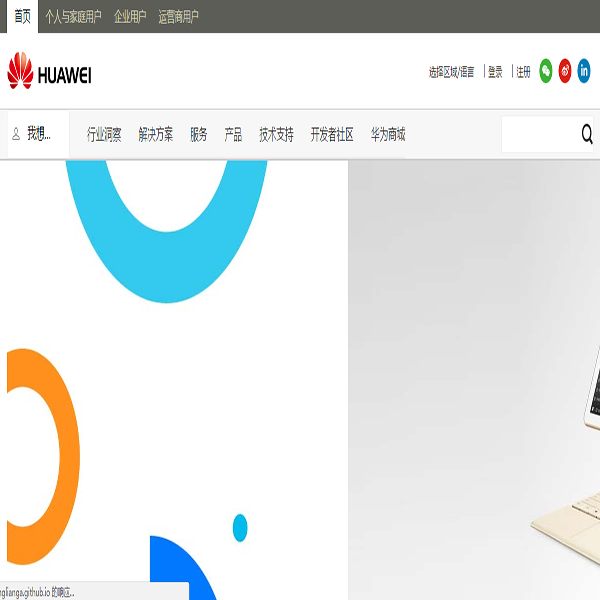 首页 个人与家庭用户 企业用户 运营商用户
HUAWEI
选择区域/语言 | 登录 | 注册
我想... 行业洞察 解决方案 服务 产品 技术支持 开发者社区 华为商城
nglianga.github.io 的响应...